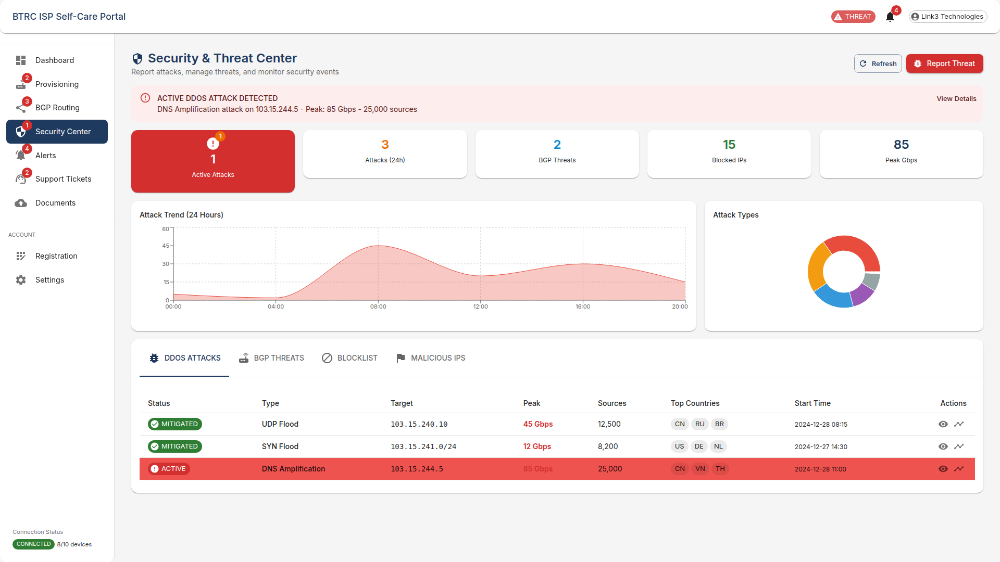 BTRC ISP Self-Care Portal
THREAT
4
Link3 Technologies
Dashboard
2
Provisioning
3
BGP Routing
1
Security Center
4
Alerts
2
Support Tickets
Documents
ACCOUNT
Registration
Settings
Connection Status
CONNECTED 8/10 devices
Security & Threat Center
Report attacks, manage threats, and monitor security events
Refresh
Report Threat
ACTIVE DDOS ATTACK DETECTED
DNS Amplification attack on 103.15.244.5 - Peak: 85 Gbps - 25,000 sources
View Details
1
1
Active Attacks
3
Attacks (24h)
2
BGP Threats
15
Blocked IPs
85
Peak Gbps
Attack Trend (24 Hours)
60
45
30
15
0
00:00 04:00 08:00 12:00 16:00 20:00
Attack Types
DDOS ATTACKS BGP THREATS BLOCKLIST MALICIOUS IPS
Status Type Target Peak Sources Top Countries Start Time Actions
MITIGATED UDP Flood 103.15.240.10 45 Gbps 12,500 CN RU BR 2024-12-28 08:15
MITIGATED SYN Flood 103.15.241.0/24 12 Gbps 8,200 US DE NL 2024-12-27 14:30
ACTIVE DNS Amplification 103.15.244.5 85 Gbps 25,000 CN VN TH 2024-12-28 11:00